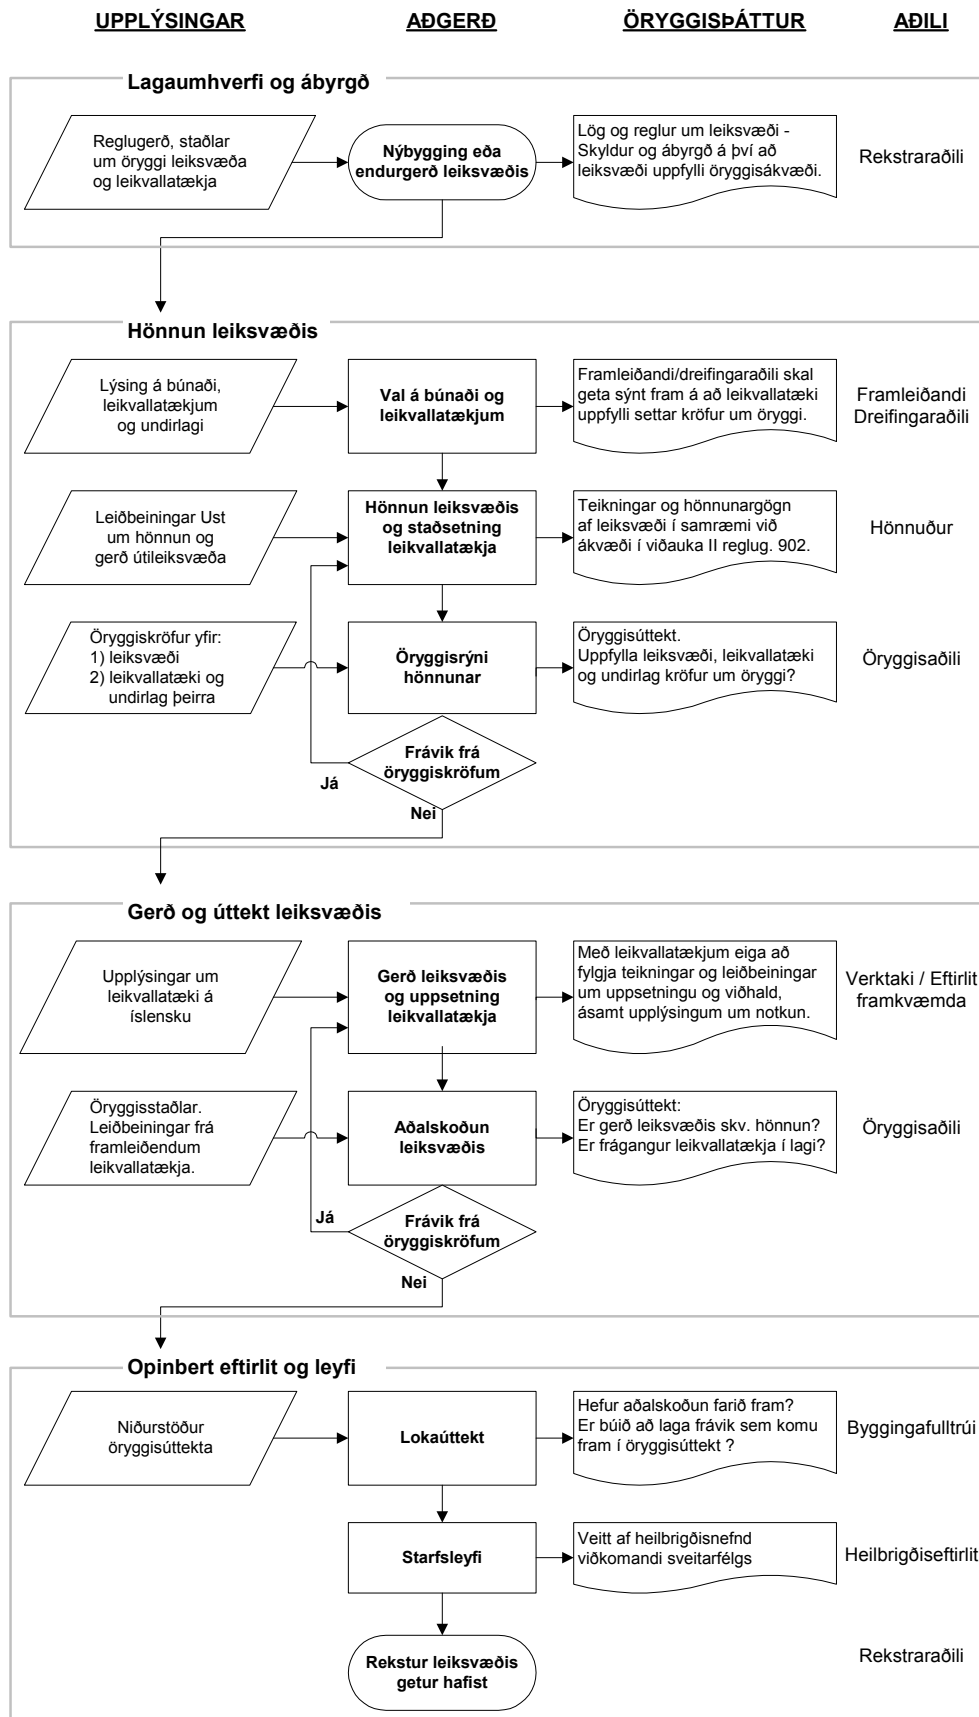 UPPLÝSINGAR
AÐGERÐ
ÖRYGGISÞÁTTUR
AÐILI
Lagaumhverfi og ábyrgð
Reglugerð, staðlar
um öryggi leiksvæða
og leikvallatækja
Nýbygging eða
endurgerð leiksvæðis
Lög og reglur um leiksvæði -
Skyldur og ábyrgð á því að
leiksvæði uppfylli öryggisákvæði.
Rekstraraðili
Hönnun leiksvæðis
Lýsing á búnaði,
leikvallatækjum
og undirlagi
Val á búnaði og
leikvallatækjum
Framleiðandi/dreifingaraðili skal
geta sýnt fram á að leikvallatæki
uppfylli settar kröfur um öryggi.
Framleiðandi
Dreifingaraðili
Leiðbeiningar Ust
um hönnun og
gerð útileiksvæða
Hönnun leiksvæðis
og staðsetning
leikvallatækja
Teikningar og hönnunargögn
af leiksvæði í samræmi við
ákvæði í viðauka II reglug. 902.
Hönnuður
Öryggiskröfur yfir:
1) leiksvæði
2) leikvallatæki og
undirlag þeirra
Öryggisrýni
hönnunar
Öryggisúttekt.
Uppfylla leiksvæði, leikvallatæki
og undirlag kröfur um öryggi?
Öryggisaðili
Frávik frá
öryggiskröfum
Já
Nei
Gerð og úttekt leiksvæðis
Upplýsingar um
leikvallatæki á
íslensku
Gerð leiksvæðis
og uppsetning
leikvallatækja
Með leikvallatækjum eiga að
fylgja teikningar og leiðbeiningar
um uppsetningu og viðhald,
ásamt upplýsingum um notkun.
Verktaki / Eftirlit
framkvæmda
Öryggisstaðlar.
Leiðbeiningar frá
framleiðendum
leikvallatækja.
Aðalskoðun
leiksvæðis
Öryggisúttekt:
Er gerð leiksvæðis skv. hönnun?
Er frágangur leikvallatækja í lagi?
Öryggisaðili
Já
Frávik frá
öryggiskröfum
Nei
Opinbert eftirlit og leyfi
Niðurstöður
öryggisúttekta
Lokaúttekt
Hefur aðalskoðun farið fram?
Er búið að laga frávik sem komu
fram í öryggisúttekt ?
Byggingafulltrúi
Starfsleyfi
Veitt af heilbrigðisnefnd
viðkomandi sveitarfélgs
Heilbrigðiseftirlit
Rekstur leiksvæðis
getur hafist
Rekstraraðili